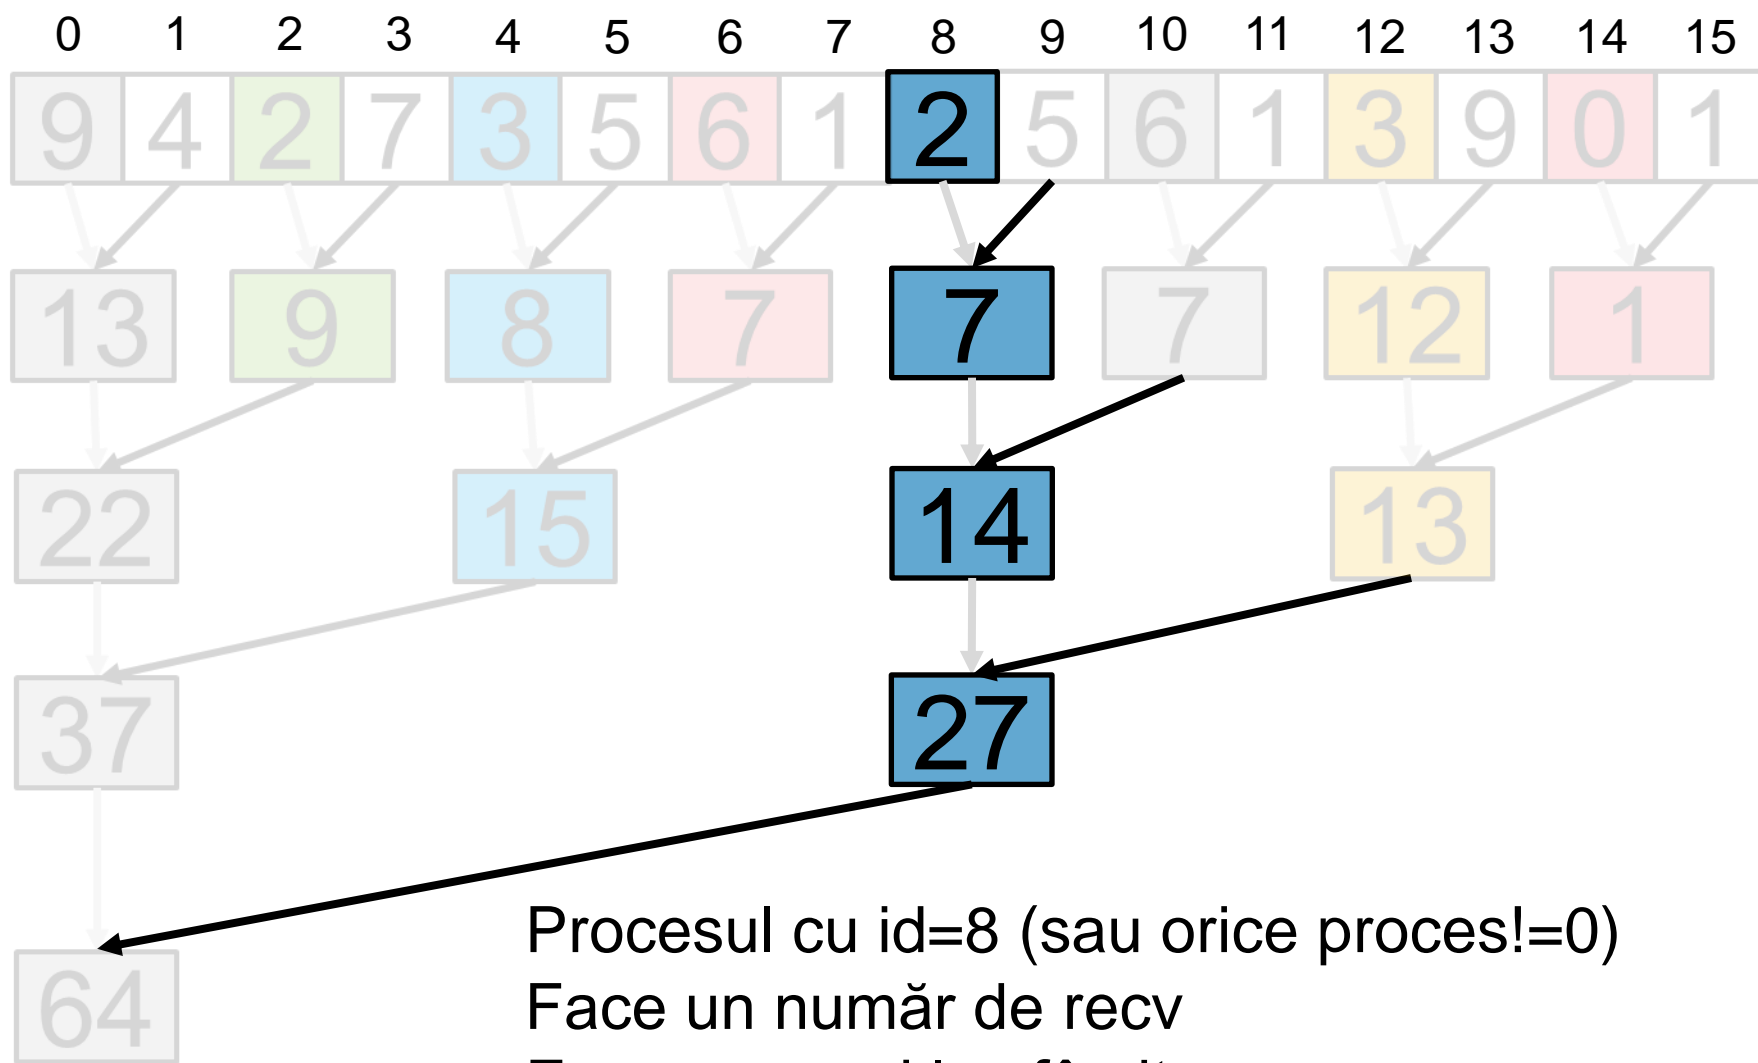 0 1 2 3 4 5 6 7 8 9 10 11 12 13 14 15
9 4 2 7 3 5 6 1 2 5 6 1 3 9 0 1
13 9 8 7 7 7 12 1
22 15 14 13
37 27
64
Procesul cu id=8 (sau orice proces!=0)
Face un număr de recv